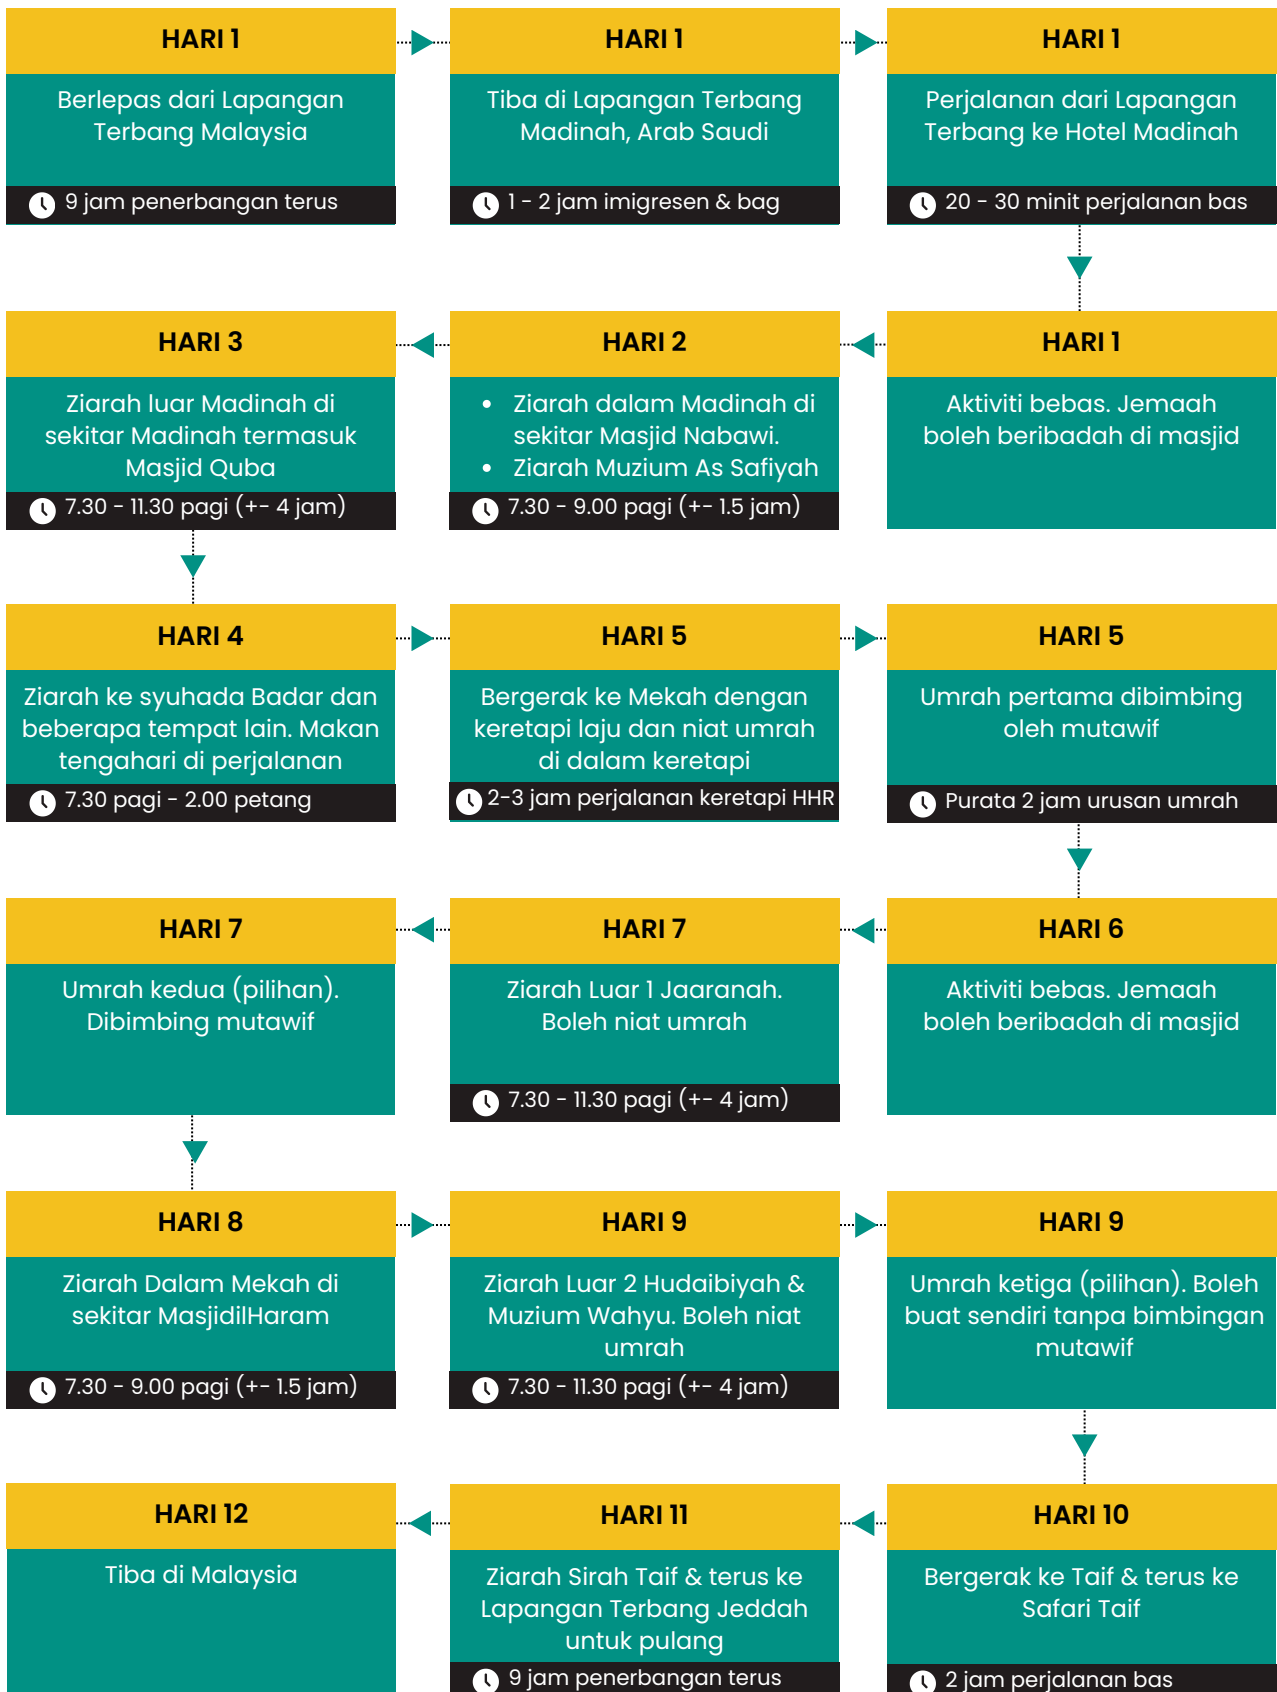 HARI 1
Berlepas dari Lapangan
Terbang Malaysia
9 jam penerbangan terus
HARI 1
Tiba di Lapangan Terbang
Madinah, Arab Saudi
1 - 2 jam imigresen & bag
HARI 1
Perjalanan dari Lapangan
Terbang ke Hotel Madinah
20 - 30 minit perjalanan bas
HARI 1
Aktiviti bebas. Jemaah
boleh beribadah di masjid
HARI 2
• Ziarah dalam Madinah di
sekitar Masjid Nabawi.
• Ziarah Muzium As Safiyah
7.30 - 9.00 pagi (+- 1.5 jam)
HARI 3
Ziarah luar Madinah di
sekitar Madinah termasuk
Masjid Quba
7.30 - 11.30 pagi (+- 4 jam)
HARI 4
Ziarah ke syuhada Badar dan
beberapa tempat lain. Makan
tengahari di perjalanan
7.30 pagi - 2.00 petang
HARI 5
Bergerak ke Mekah dengan
keretapi laju dan niat umrah
di dalam keretapi
2-3 jam perjalanan keretapi HHR
HARI 5
Umrah pertama dibimbing
oleh mutawif
Purata 2 jam urusan umrah
HARI 6
Aktiviti bebas. Jemaah
boleh beribadah di masjid
HARI 7
Ziarah Luar 1 Jaaranah.
Boleh niat umrah
7.30 - 11.30 pagi (+- 4 jam)
HARI 7
Umrah kedua (pilihan).
Dibimbing mutawif
HARI 8
Ziarah Dalam Mekah di
sekitar MasjidilHaram
7.30 - 9.00 pagi (+- 1.5 jam)
HARI 9
Ziarah Luar 2 Hudaibiyah &
Muzium Wahyu. Boleh niat
umrah
7.30 - 11.30 pagi (+- 4 jam)
HARI 9
Umrah ketiga (pilihan). Boleh
buat sendiri tanpa bimbingan
mutawif
HARI 10
Bergerak ke Taif & terus ke
Safari Taif
2 jam perjalanan bas
HARI 11
Ziarah Sirah Taif & terus ke
Lapangan Terbang Jeddah
untuk pulang
9 jam penerbangan terus
HARI 12
Tiba di Malaysia